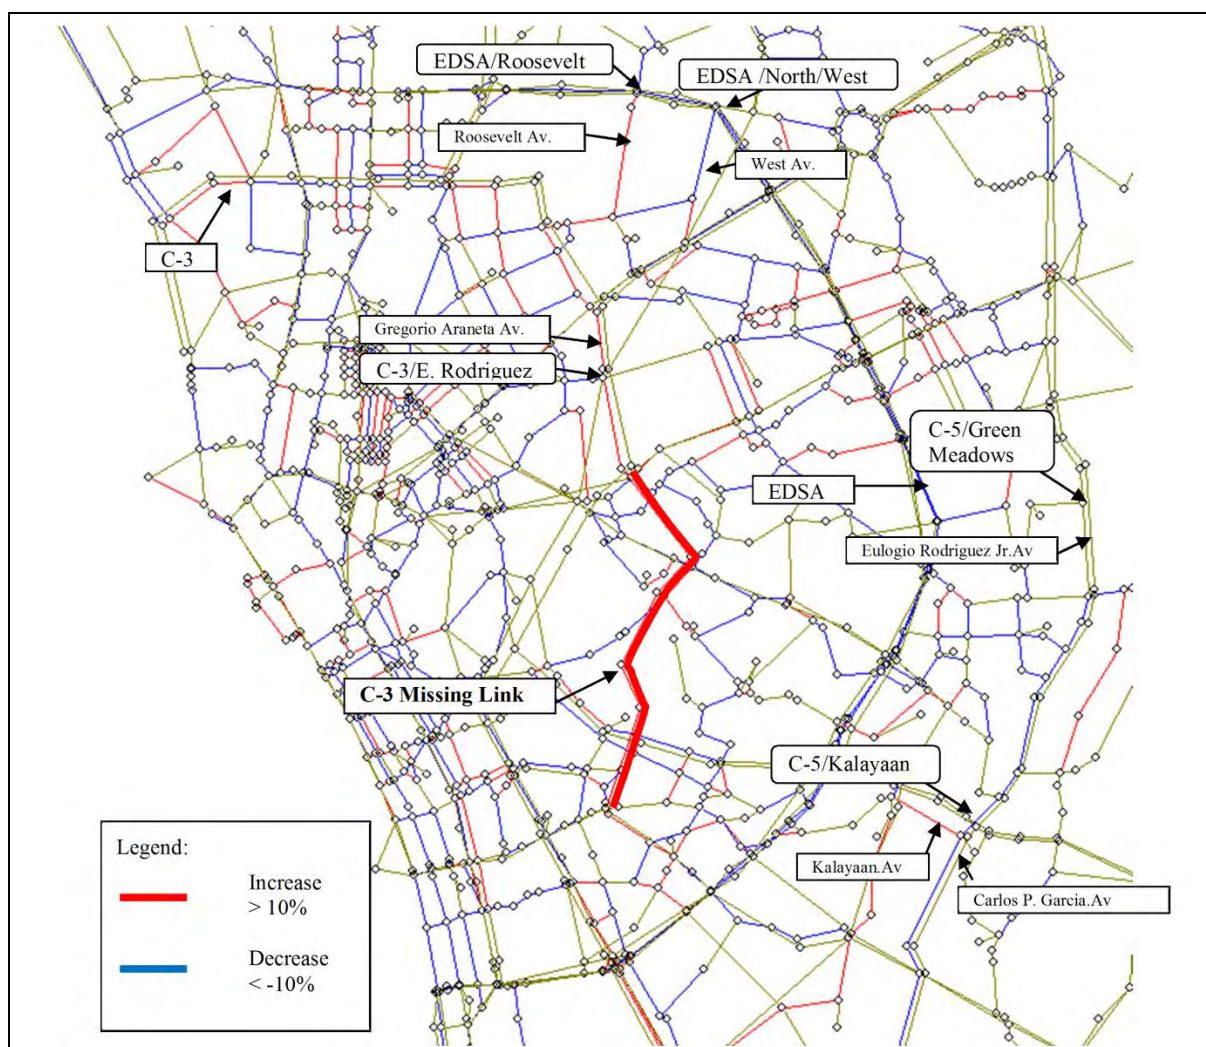 EDSA/Roosevelt
EDSA /North/West
Roosevelt Av.
West Av.
C-3
Gregorio Araneta Av.
C-3/E. Rodriguez
C-5/Green
Meadows
EDSA
Eulogio Rodriguez Jr.Av
C-3 Missing Link
C-5/Kalayaan
Kalayaan.Av
Carlos P. Garcia.Av
Legend:
Increase
> 10%
Decrease
< -10%